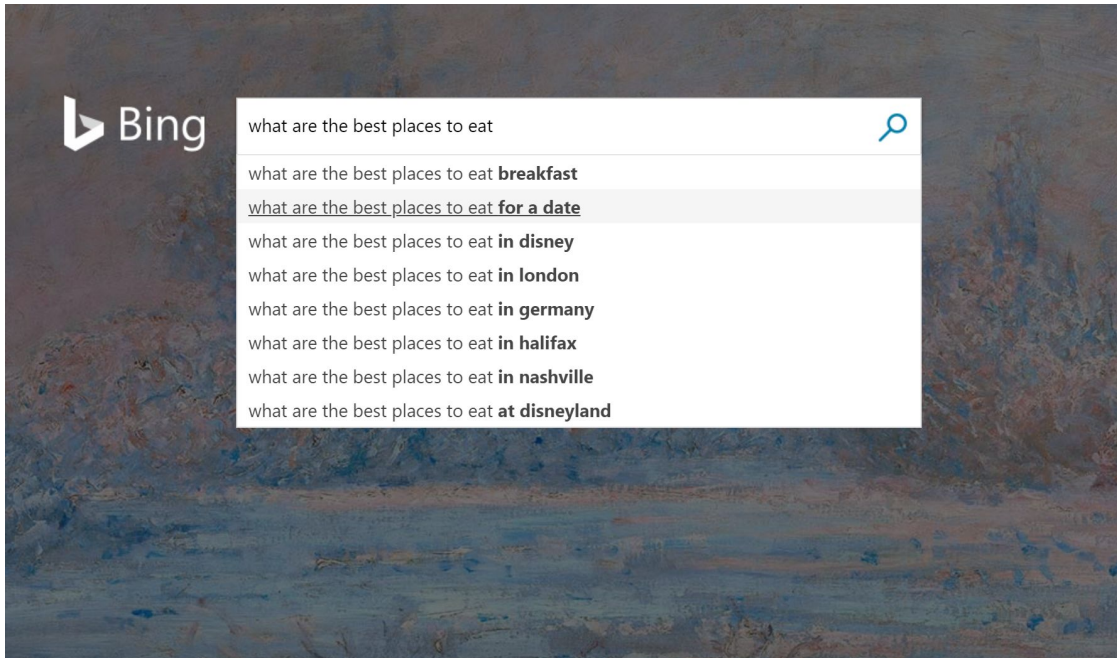 Bing
what are the best places to eat
what are the best places to eat breakfast
what are the best places to eat for a date
what are the best places to eat in disney
what are the best places to eat in london
what are the best places to eat in germany
what are the best places to eat in halifax
what are the best places to eat in nashville
what are the best places to eat at disneyland